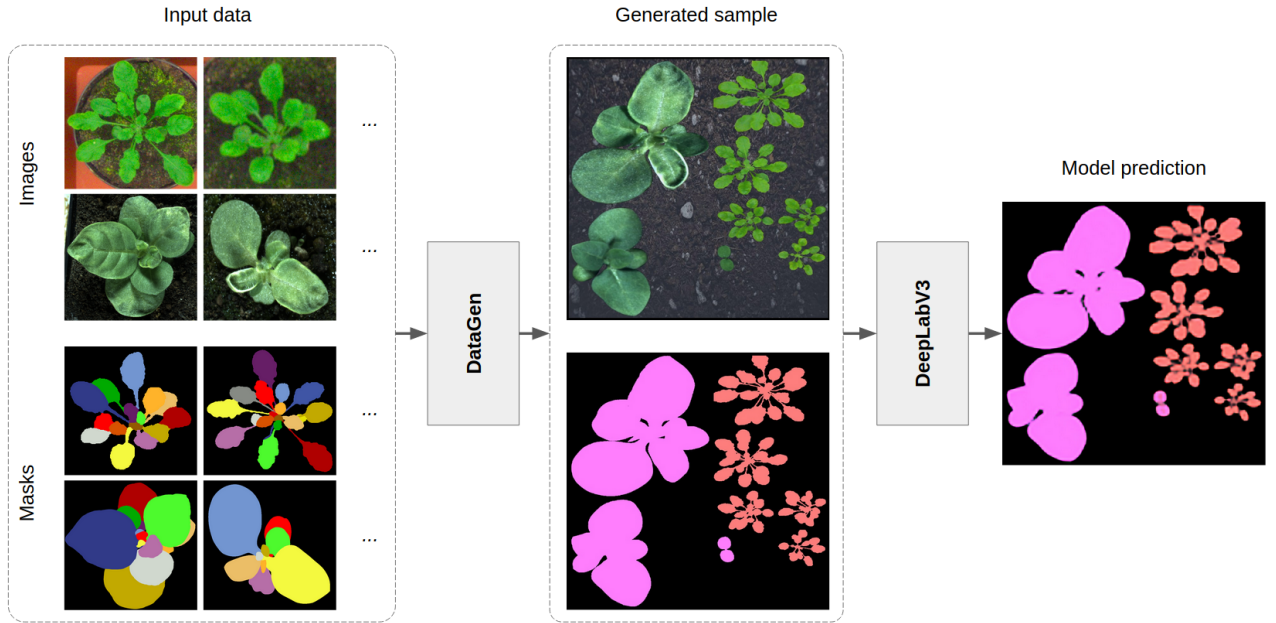 Input data
Generated sample
Images
...
...
Model prediction
DataGen
DeepLabV3
Masks
...
...